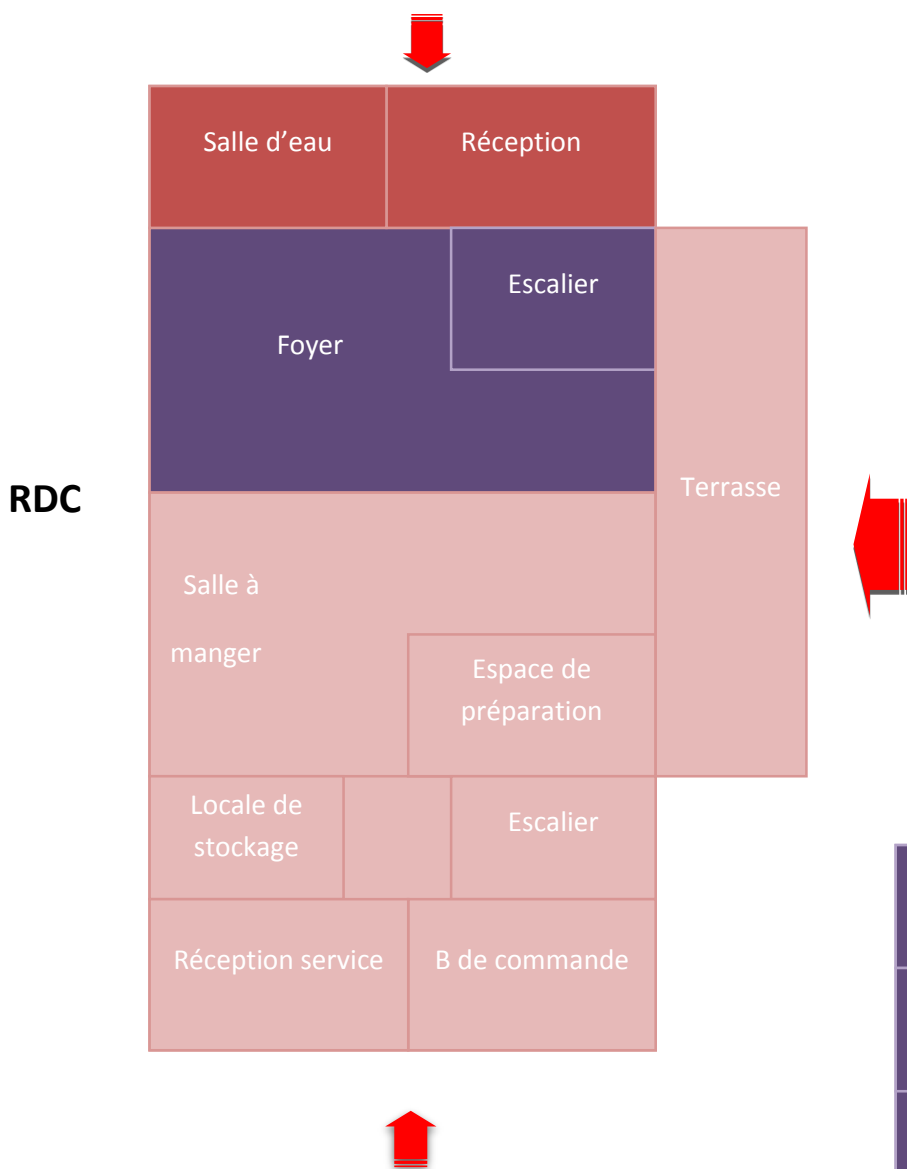 Salle d’eau
Réception
Escalier
Foyer
RDC
Terrasse
Salle à
manger
Espace de
préparation
Locale de
stockage
Escalier
Réception service
B de commande